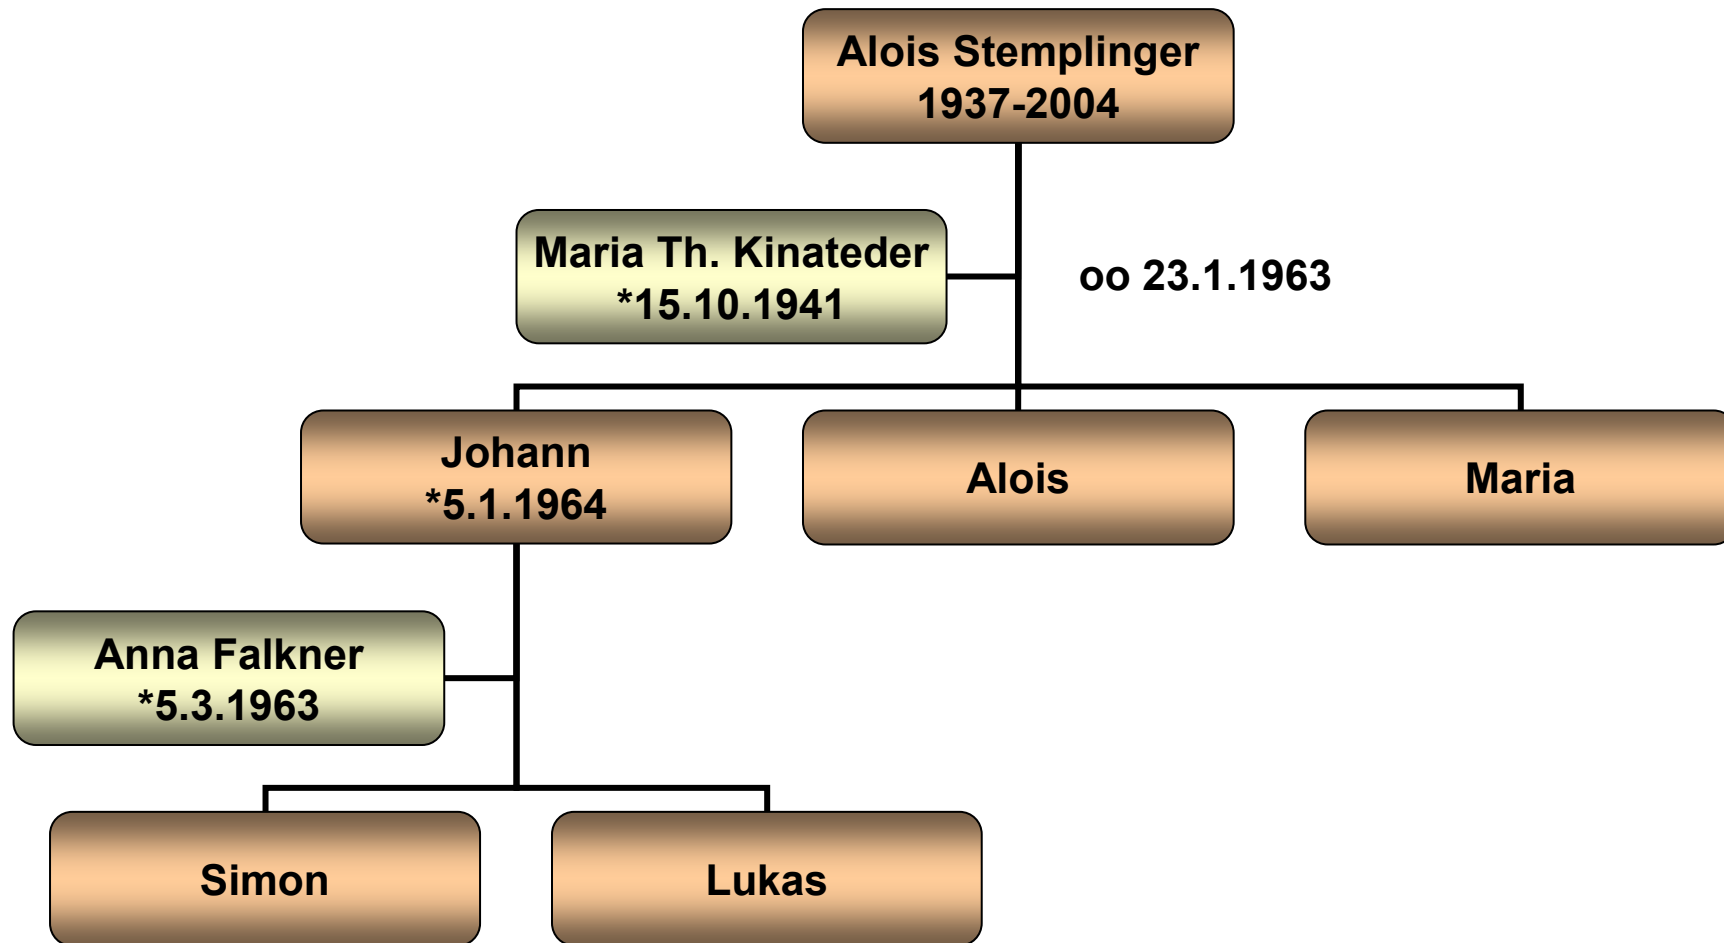 Alois Stemplinger
1937-2004
Maria Th. Kinateder
*15.10.1941
oo 23.1.1963
Johann
*5.1.1964
Alois
Maria
Anna Falkner
*5.3.1963
Simon
Lukas